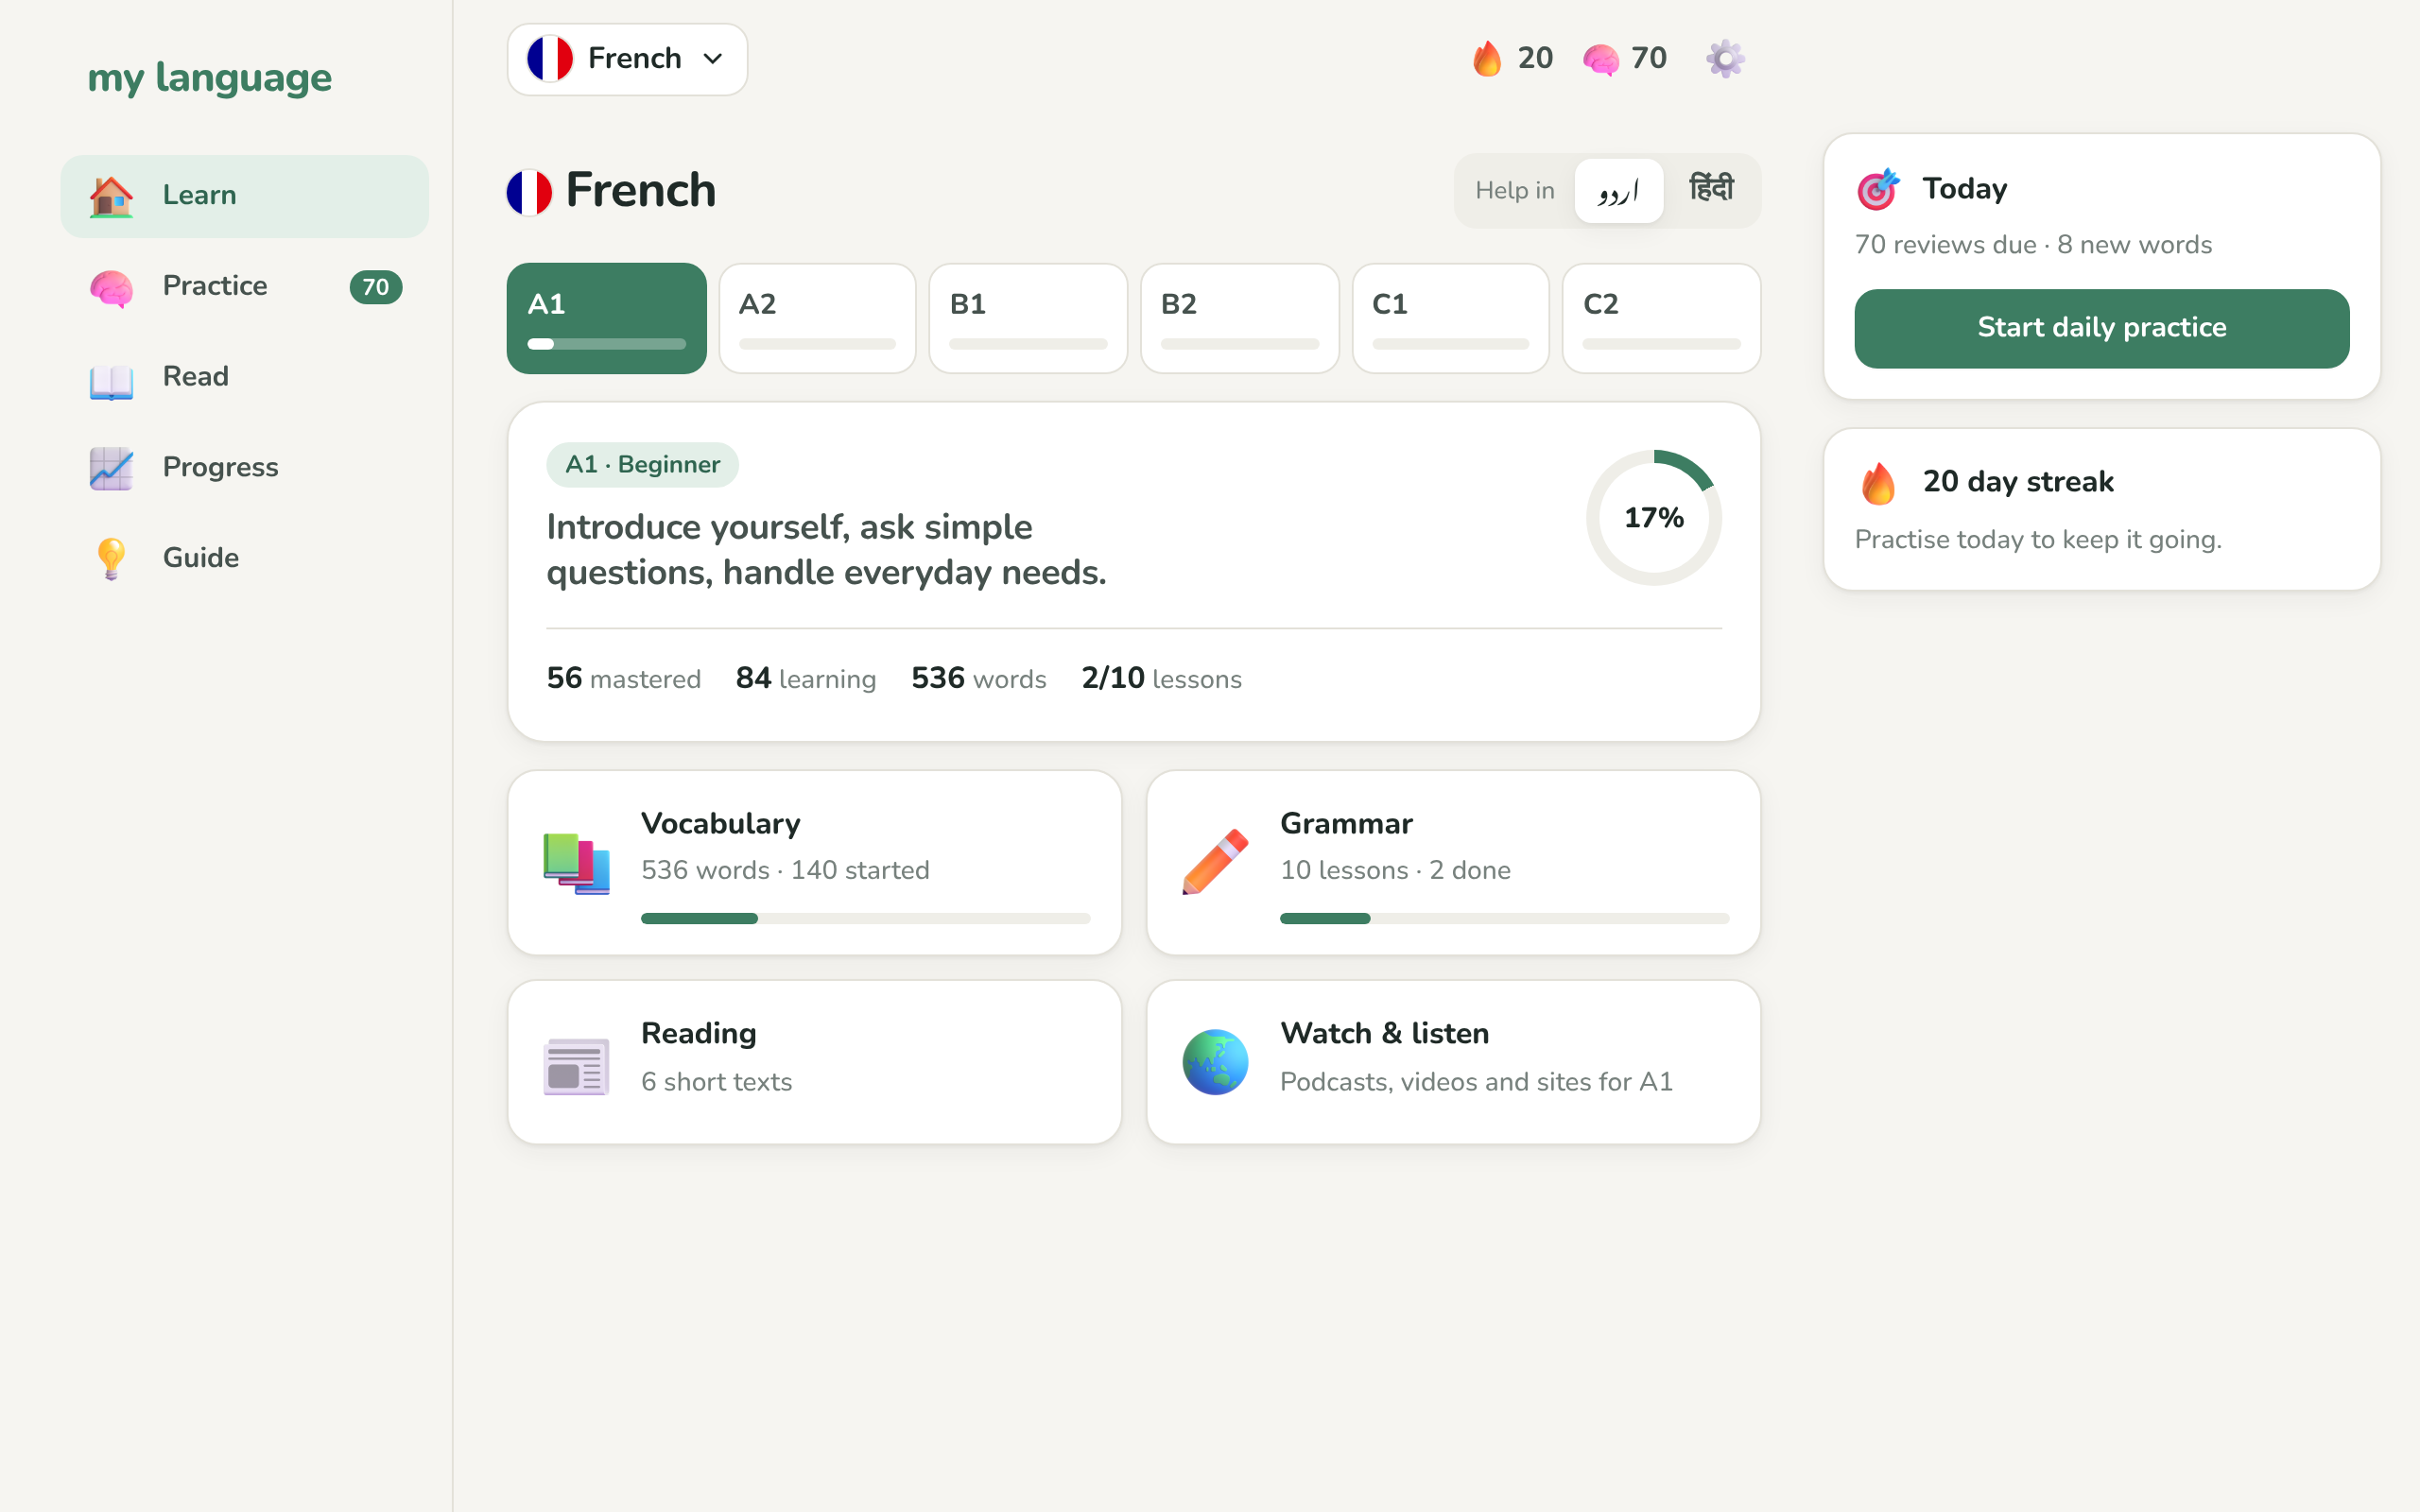 my language
Learn
Practice 70
Read
Progress
Guide
French
20 70
French
Help in اردو हिंदी
A1 A2 B1 B2 C1 C2
A1 · Beginner
Introduce yourself, ask simple
questions, handle everyday needs.
17%
56 mastered 84 learning 536 words 2/10 lessons
Vocabulary
536 words · 140 started
Grammar
10 lessons · 2 done
Reading
6 short texts
Watch & listen
Podcasts, videos and sites for A1
Today
70 reviews due · 8 new words
Start daily practice
20 day streak
Practise today to keep it going.